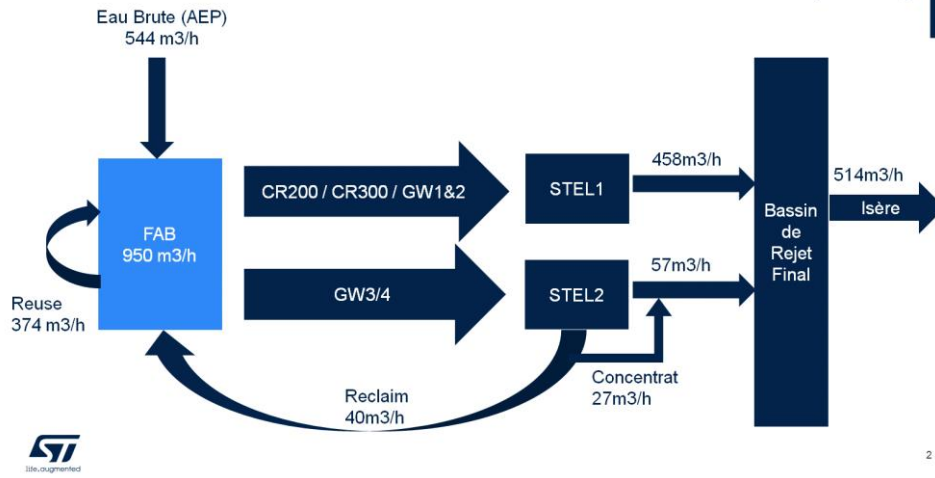 Eau Brute (AEP)
544 m3/h
CR200 / CR300 / GW1&2
STEL1
458m3/h
514m3/h
Isère
FAB
950 m3/h
Bassin
de
Rejet
Final
Reuse
374 m3/h
GW3/4
STEL2
57m3/h
Concentrat
27m3/h
Reclaim
40m3/h
ST
life.augmented
2